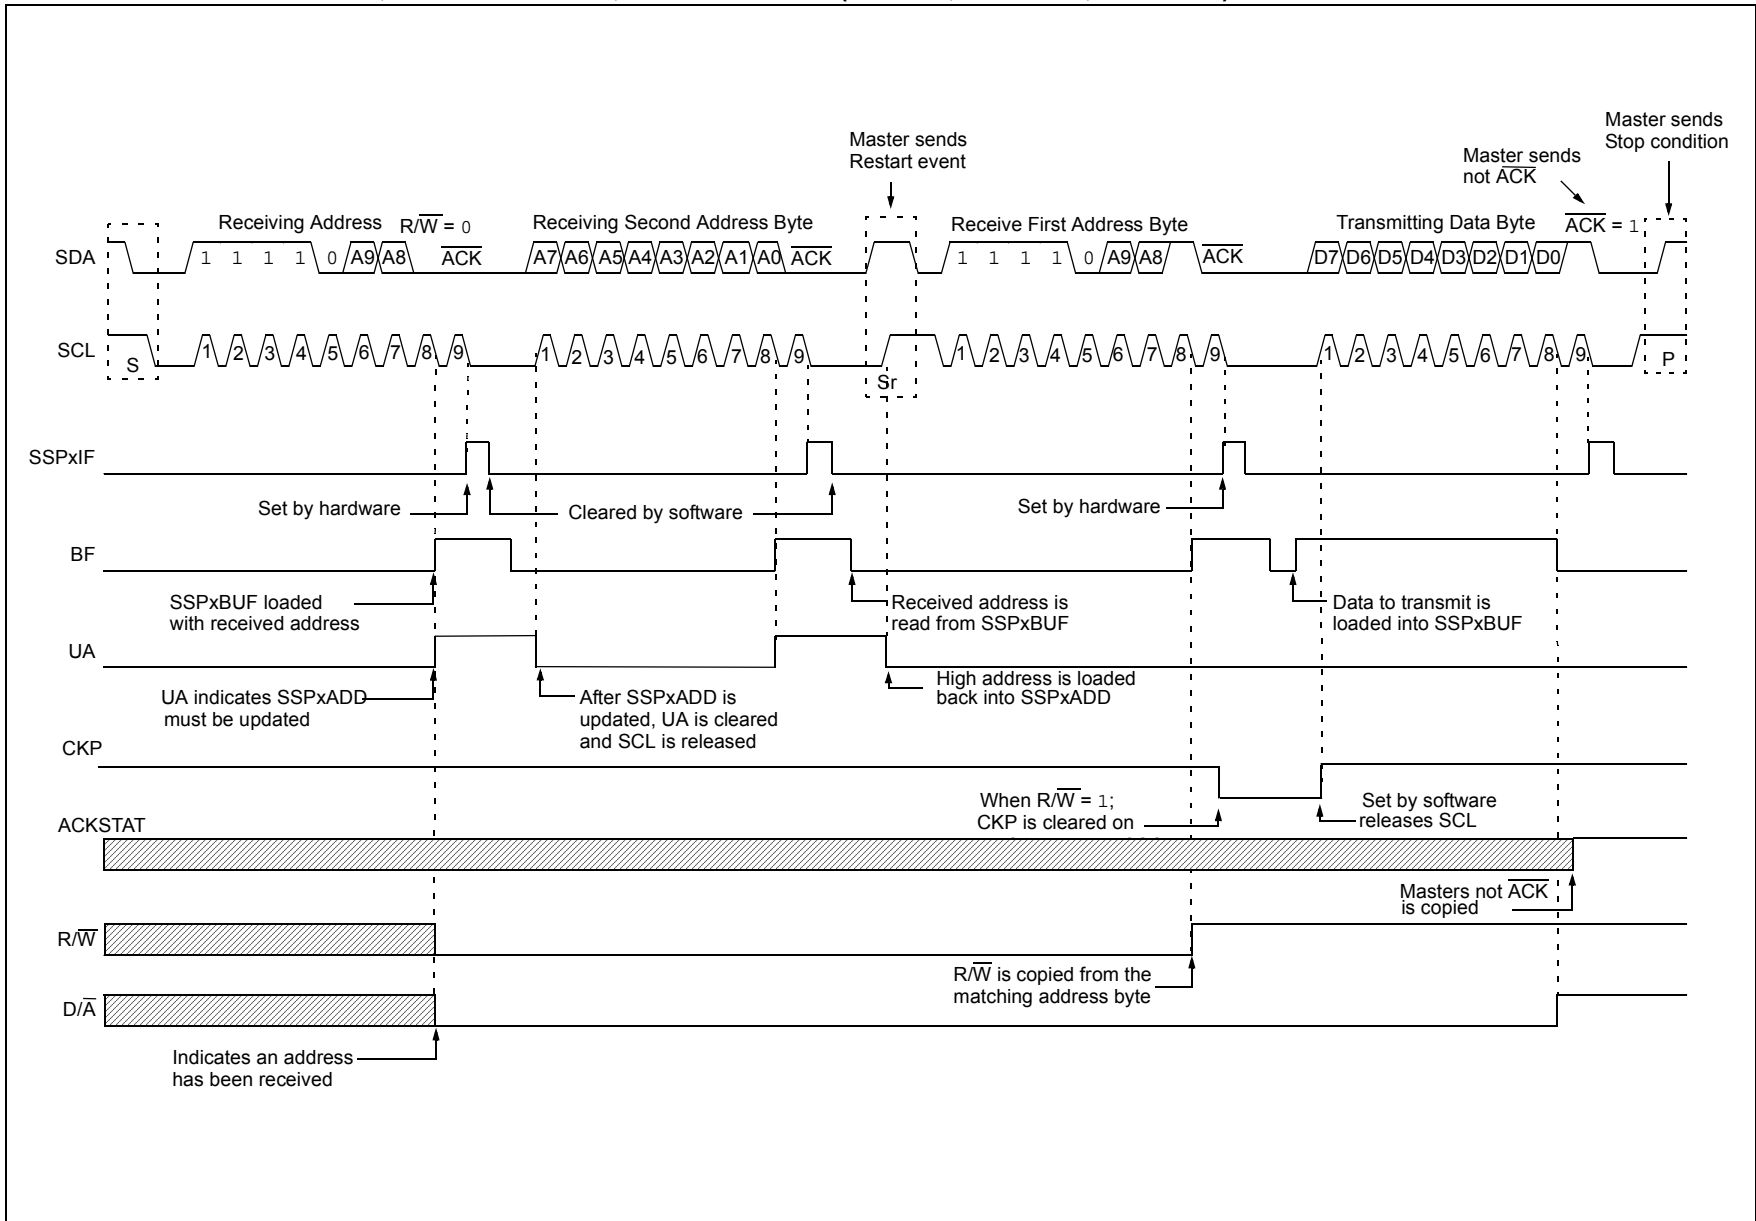 Master sends
Restart event
Master sends
not ACK
Master sends
Stop condition
Receiving Address R/W = 0
Receiving Second Address Byte
Receive First Address Byte
Transmitting Data Byte
ACK = 1
SDA
1 1 1 1 0 A9 A8 ACK
A7 A6 A5 A4 A3 A2 A1 A0 ACK
1 1 1 1 0 A9 A8 ACK
D7 D6 D5 D4 D3 D2 D1 D0
SCL
S
1 2 3 4 5 6 7 8 9
1 2 3 4 5 6 7 8 9
Sr
1 2 3 4 5 6 7 8 9
1 2 3 4 5 6 7 8 9
P
SSPxIF
Set by hardware
Cleared by software
Set by hardware
BF
SSPxBUF loaded
with received address
Received address is
read from SSPxBUF
Data to transmit is
loaded into SSPxBUF
UA
UA indicates SSPxADD
must be updated
After SSPxADD is
updated, UA is cleared
and SCL is released
High address is loaded
back into SSPxADD
CKP
When R/W = 1;
CKP is cleared on
Set by software
releases SCL
ACKSTAT
Masters not ACK
is copied
R/W
R/W is copied from the
matching address byte
D/A
Indicates an address
has been received